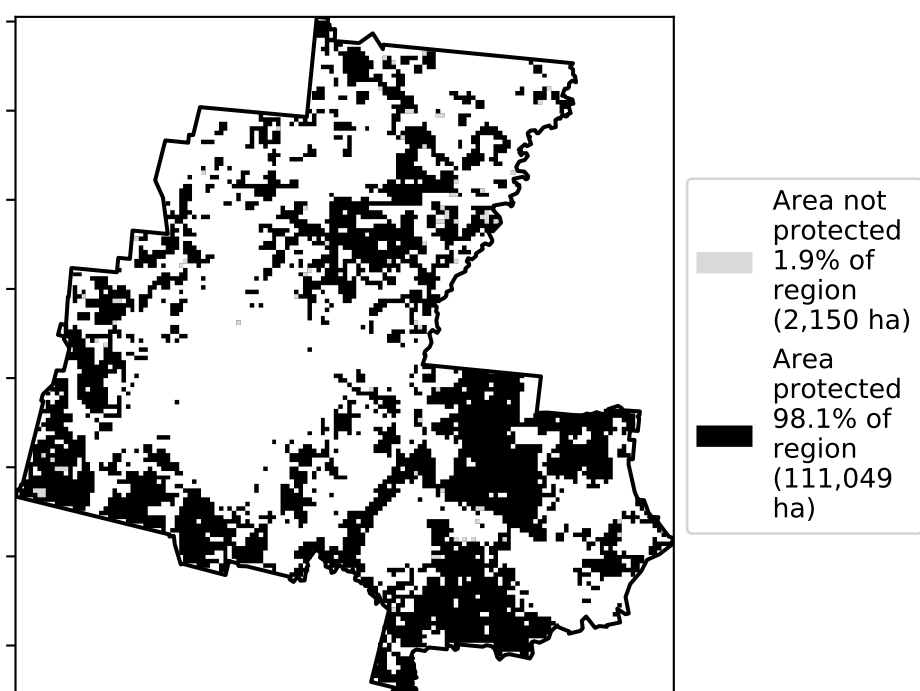 Area not
protected
1.9% of
region
(2,150 ha)
Area
protected
98.1% of
region
(111,049
ha)